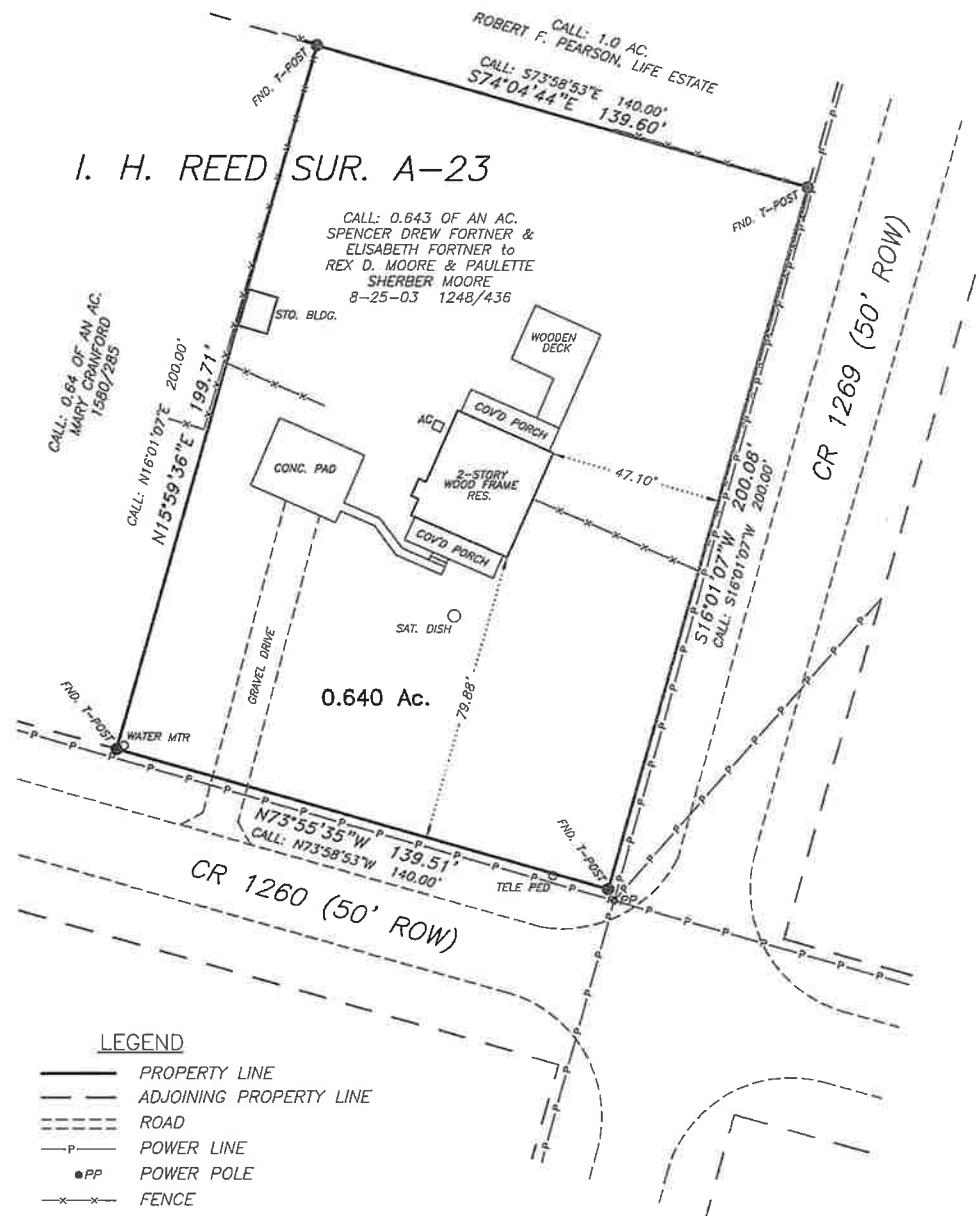 CALL: 1.0 AC.
ROBERT F. PEARSON, LIFE ESTATE
CALL: S73°58'53"E 140.00'
S74°04'44"E 139.60'
FND. T-POST
FND. T-POST
I. H. REED SUR. A-23
CALL: 0.643 OF AN AC.
SPENCER DREW FORTNER &
ELISABETH FORTNER to
REX D. MOORE & PAULETTE
SHERBER MOORE
8-25-03 1248/436
STO. BLDG.
WOODEN
DECK
CALL: 0.64 OF AN AC.
MARY CRANFORD
1580/285
CALL: N16°01'07"E 200.00'
N15°59'36"E 199.71'
CR 1269 (50' ROW)
AC
COV'D PORCH
CONC. PAD
2-STORY
WOOD FRAME
RES.
47.10"
COV'D PORCH
S16°01'07"W 200.08'
CALL: S16°01'07"W 200.00'
SAT. DISH
GRAVEL DRIVE
0.640 Ac.
79.88'
FND. T-POST
WATER MTR
N73°55'35"W 139.51'
CALL: N73°58'53"W 140.00'
FND. T-POST
TELE PED
PP
CR 1260 (50' ROW)
LEGEND
PROPERTY LINE
ADJOINING PROPERTY LINE
ROAD
P POWER LINE
PP POWER POLE
FENCE